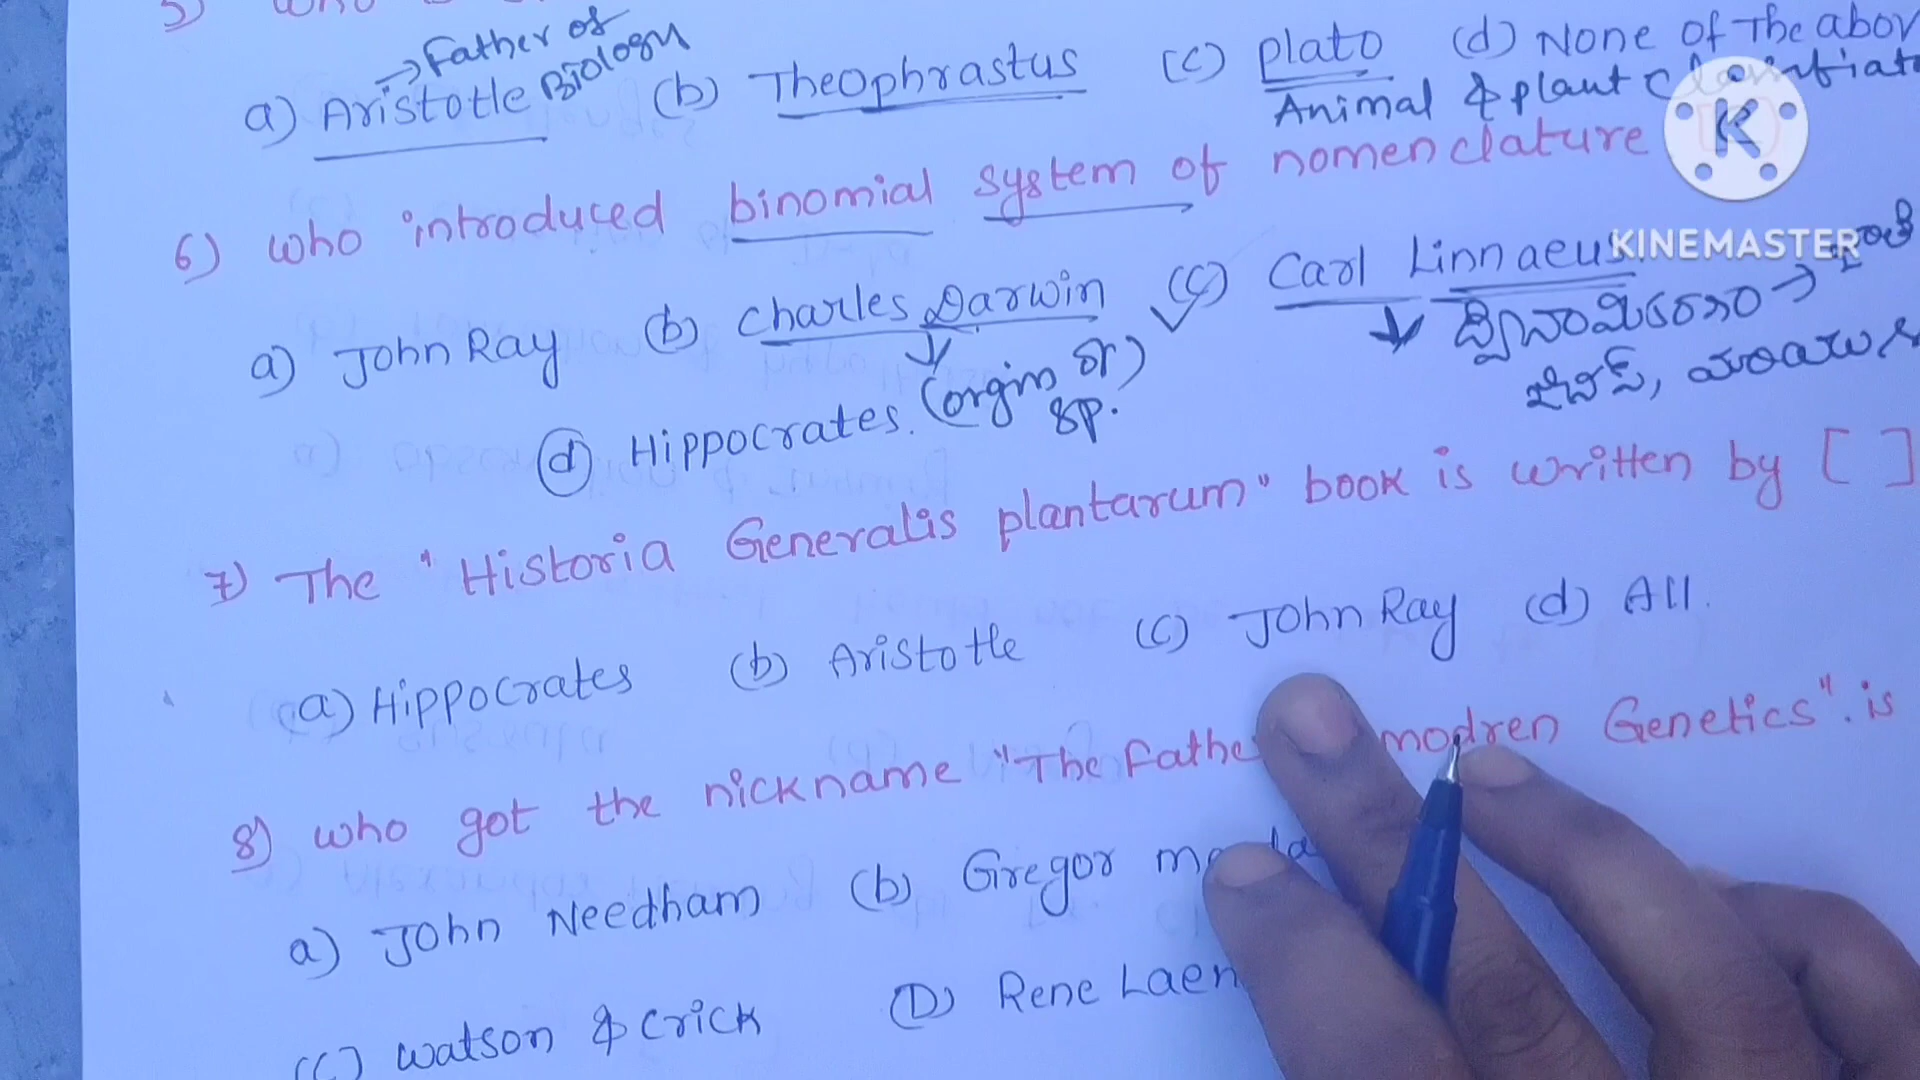 5) Who
→ Father of Biology
a) Aristotle (b) Theophrastus (c) plato (d) None of The abov
Animal & plant
6) who introduced binomial system of nomenclature
K
KINEMASTER
a) John Ray (b) Charles Darwin (c) Carl Linnaeus
(orgin of sp.
(d) Hippocrates.
7) The "Historia Generalis plantarum" book is written by [ ]
(a) Hippocrates (b) Aristotle (c) John Ray (d) All.
8) who got the nickname "The Fathe modren Genetics". is
a) John Needham (b) Gregor
(c) watson & crick (D) Rene Laen